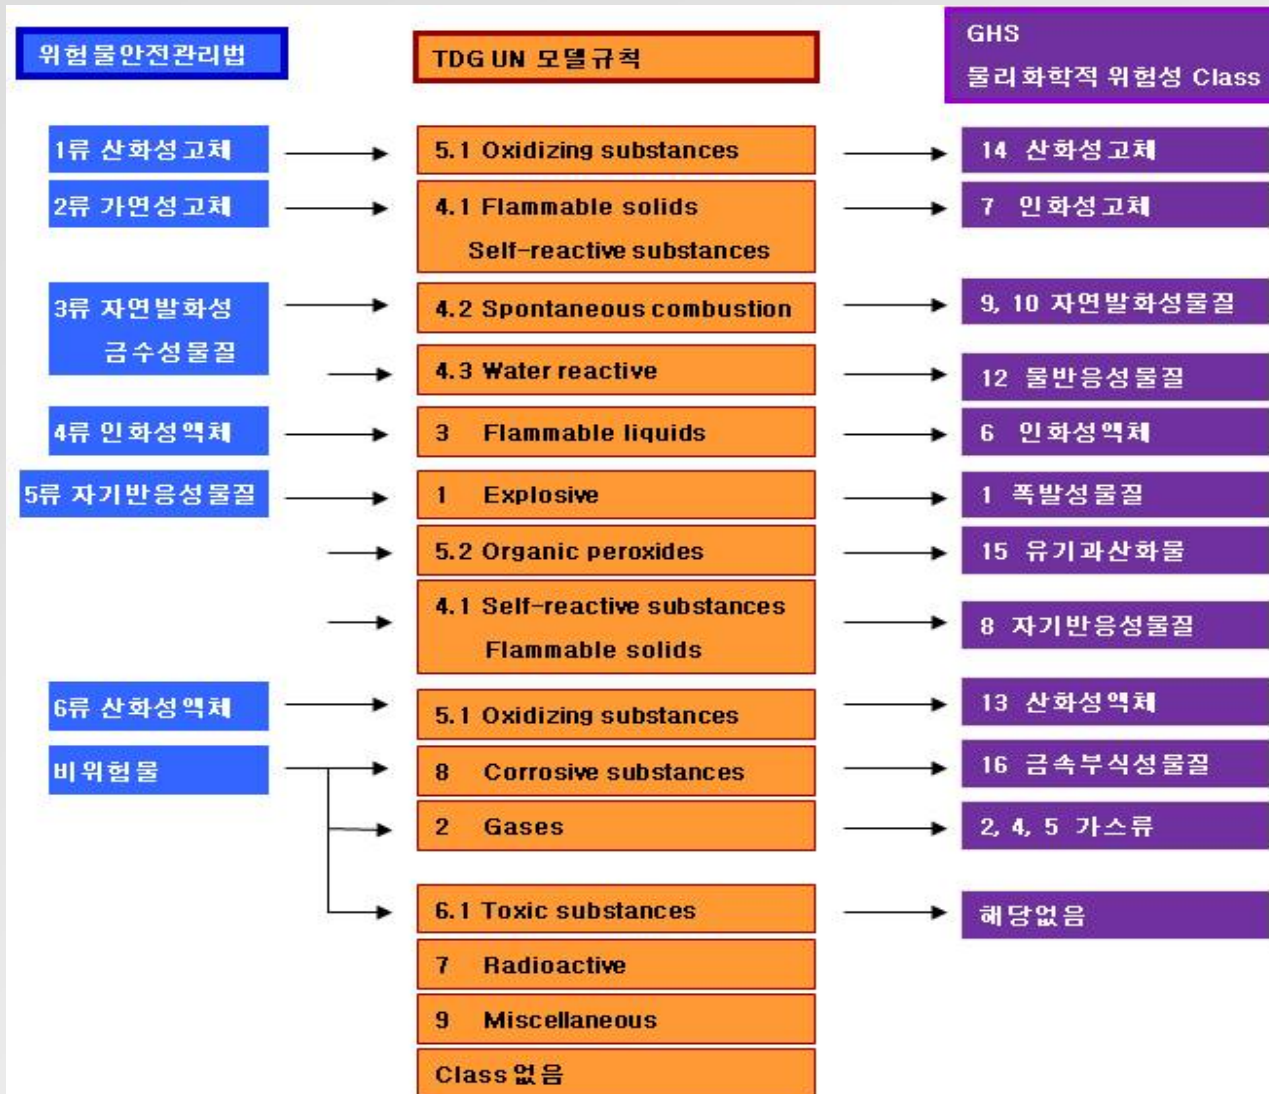 위험물안전관리법
TDG UN 모델규칙
GHS
물리화학적 위험성 Class
1류 산화성고체
5.1 Oxidizing substances
14 산화성고체
2류 가연성고체
4.1 Flammable solids
Self-reactive substances
7 인화성고체
3류 자연발화성
금수성물질
4.2 Spontaneous combustion
9, 10 자연발화성물질
4.3 Water reactive
12 물반응성물질
4류 인화성액체
3 Flammable liquids
6 인화성액체
5류 자기반응성물질
1 Explosive
1 폭발성물질
5.2 Organic peroxides
15 유기과산화물
4.1 Self-reactive substances
Flammable solids
8 자기반응성물질
6류 산화성액체
5.1 Oxidizing substances
13 산화성액체
비위험물
8 Corrosive substances
16 금속부식성물질
2 Gases
2, 4, 5 가스류
6.1 Toxic substances
해당없음
7 Radioactive
9 Miscellaneous
Class 없음